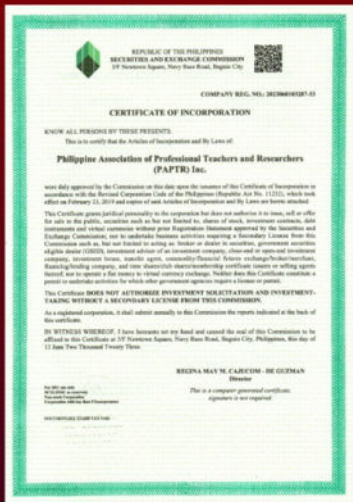 REPUBLIC OF THE PHILIPPINES
SECURITIES AND EXCHANGE COMMISSION
3/F Newtown Square, Navy Base Road, Baguio City
COMPANY REG. NO.: 2023060103287-53
CERTIFICATE OF INCORPORATION
KNOW ALL PERSONS BY THESE PRESENTS:
This is to certify that the Articles of Incorporation and By Laws of:
Philippine Association of Professional Teachers and Researchers
(PAPTR) Inc.
were duly approved by the Commission on this date upon the issuance of this Certificate of Incorporation in
accordance with the Revised Corporation Code of the Philippines (Republic Act No. 11232), which took
effect on February 23, 2019 and copies of said Articles of Incorporation and By Laws are hereto attached.
This Certificate grants juridical personality to the corporation but does not authorize it to issue, sell or offer
for sale to the public, securities such as but not limited to, shares of stock, investment contracts, debt
instruments and virtual currencies without prior Registration Statement approved by the Securities and
Exchange Commission; nor to undertake business activities requiring a Secondary License from this
Commission such as, but not limited to acting as: broker or dealer in securities, government securities
eligible dealer (GSED), investment adviser of an investment company, close-end or open-end investment
company, investment house, transfer agent, commodity/financial futures exchange/broker/merchant,
financing/lending company, and time shares/club shares/membership certificate issuers or selling agents
thereof; nor to operate a fiat money to virtual currency exchange. Neither does this Certificate constitute a
permit to undertake activities for which other government agencies require a license or permit.
This Certificate DOES NOT AUTHORIZE INVESTMENT SOLICITATION AND INVESTMENT-
TAKING WITHOUT A SECONDARY LICENSE FROM THIS COMMISSION.
As a registered corporation, it shall submit annually to this Commission the reports indicated at the back of
this certificate.
IN WITNESS WHEREOF, I have hereunto set my hand and caused the seal of this Commission to be
affixed to this Certificate at 3/F Newtown Square, Navy Base Road, Baguio City, Philippines, this day of
13 June Two Thousand Twenty Three.
REGINA MAY M. CAJUCOM - DE GUZMAN
Director
This is a computer generated certificate,
signature is not required.